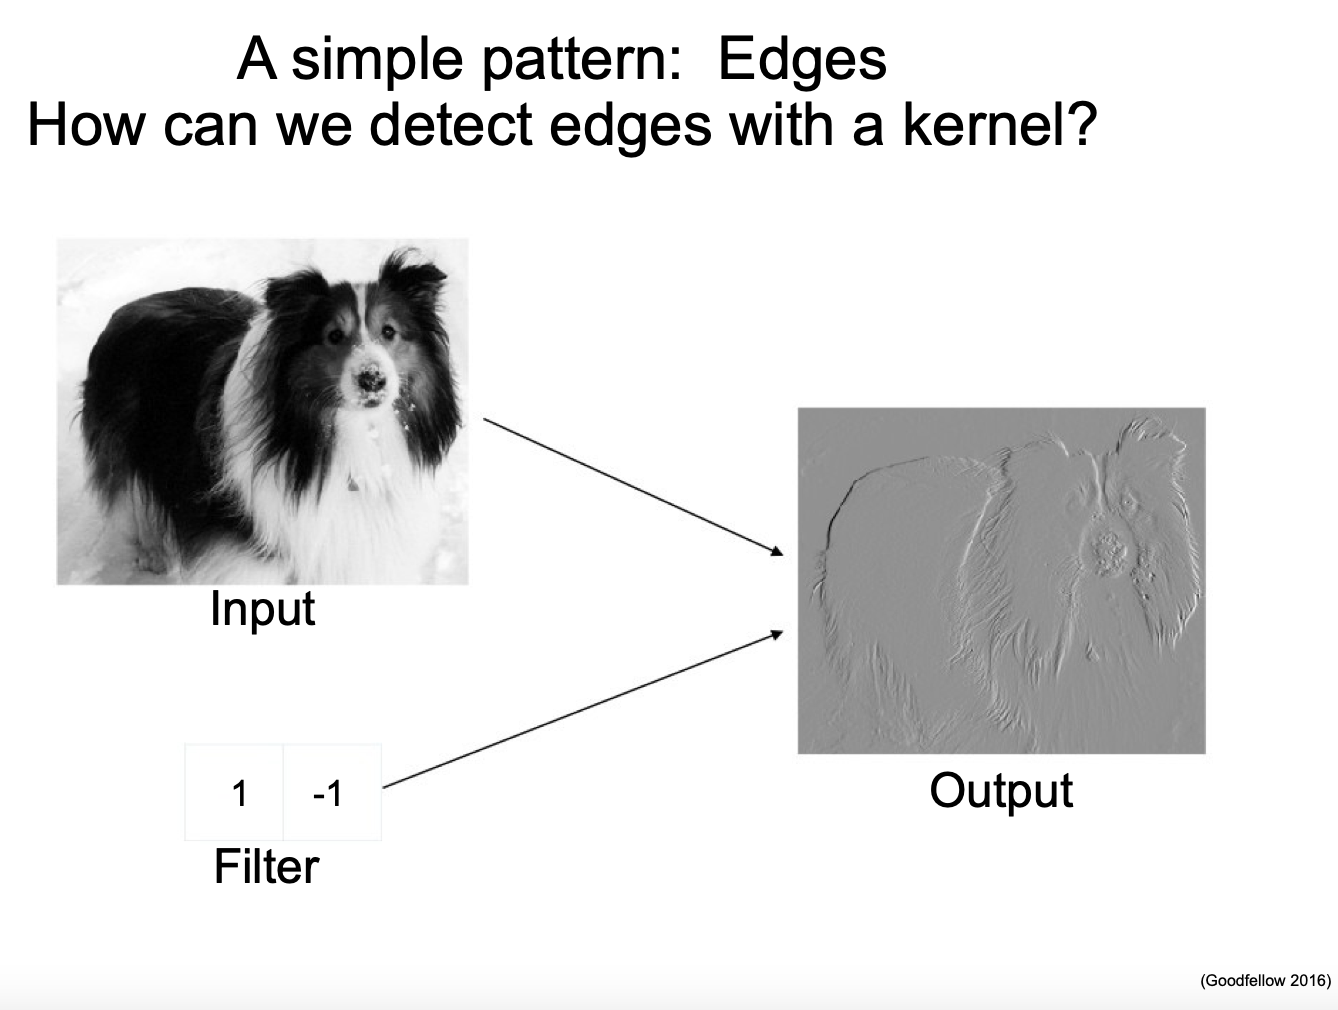 A simple pattern: Edges
How can we detect edges with a kernel?
Input
1 -1
Filter
Output
(Goodfellow 2016)